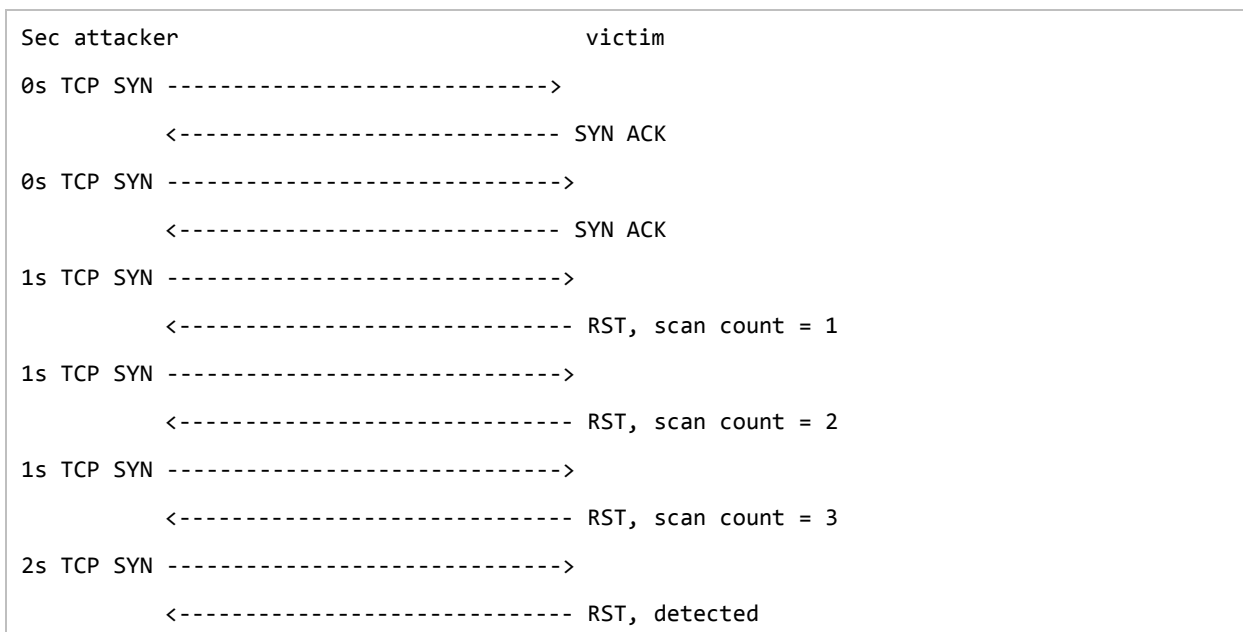 Sec attacker                               victim
0s TCP SYN ----------------------------->
           <----------------------------- SYN ACK
0s TCP SYN ------------------------------>
           <----------------------------- SYN ACK
1s TCP SYN ------------------------------>
           <------------------------------ RST, scan count = 1
1s TCP SYN ------------------------------>
           <------------------------------ RST, scan count = 2
1s TCP SYN ------------------------------>
           <------------------------------ RST, scan count = 3
2s TCP SYN ------------------------------>
           <------------------------------ RST, detected